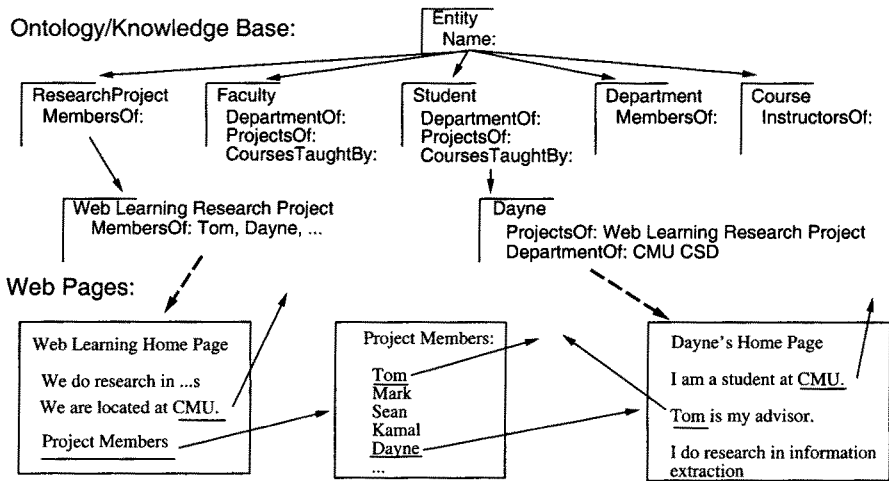 Ontology/Knowledge Base:
Entity
Name:
ResearchProject
MembersOf:
Faculty
DepartmentOf:
ProjectsOf:
CoursesTaughtBy:
Student
DepartmentOf:
ProjectsOf:
CoursesTaughtBy:
Department
MembersOf:
Course
InstructorsOf:
Web Learning Research Project
MembersOf: Tom, Dayne, ...
Dayne
ProjectsOf: Web Learning Research Project
DepartmentOf: CMU CSD
Web Pages:
Web Learning Home Page
We do research in ...s
We are located at CMU.
Project Members
Project Members:
Tom
Mark
Sean
Kamal
Dayne
...
Dayne's Home Page
I am a student at CMU.
Tom is my advisor.
I do research in information
extraction